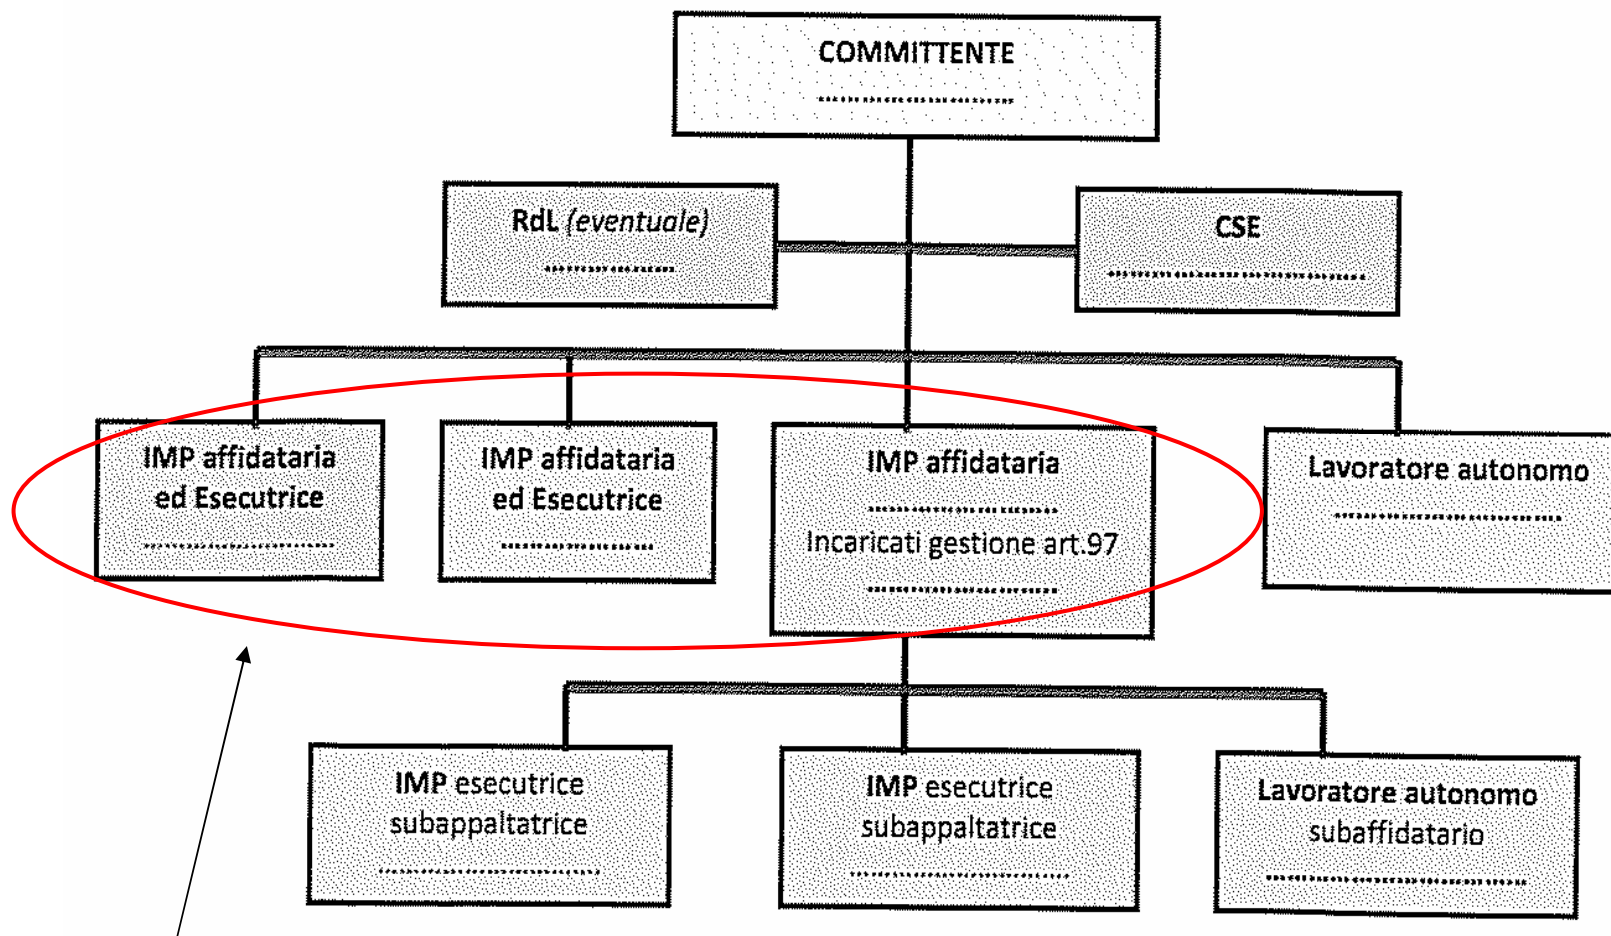 COMMITTENTE
..............................
RdL (eventuale)
....................
CSE
........................................
IMP affidataria
ed Esecutrice
..............................
IMP affidataria
ed Esecutrice
........................
IMP affidataria
..............................
Incaricati gestione art.97
..............................
Lavoratore autonomo
...................................
IMP esecutrice
subappaltatrice
...................................
IMP esecutrice
subappaltatrice
...................................
Lavoratore autonomo
subaffidatario
........................................